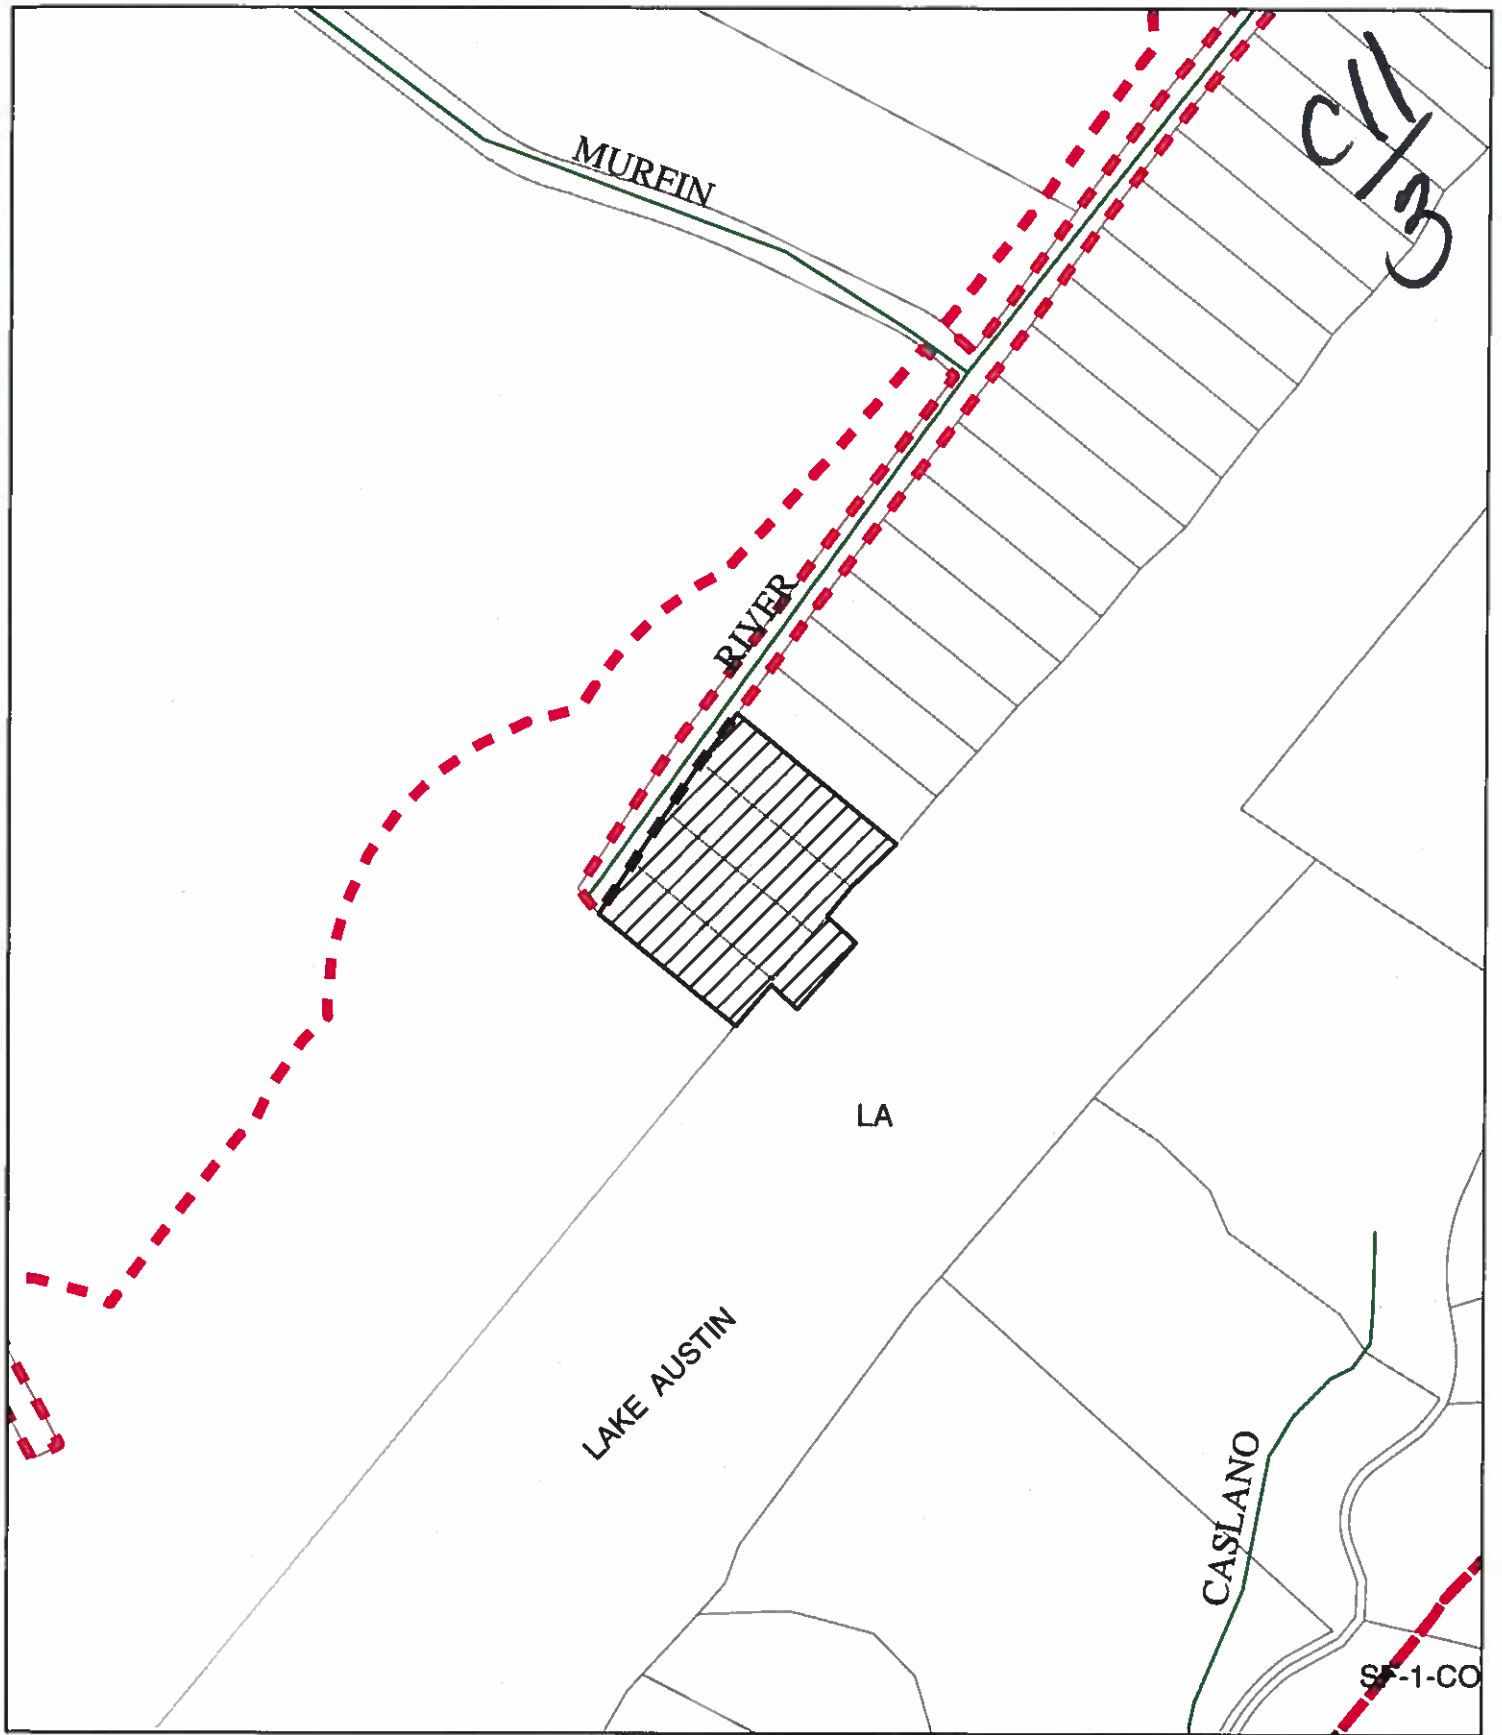 C11/3
MURFIN
RIVER
LA
LAKE AUSTIN
CASLANO
SF-1-CO